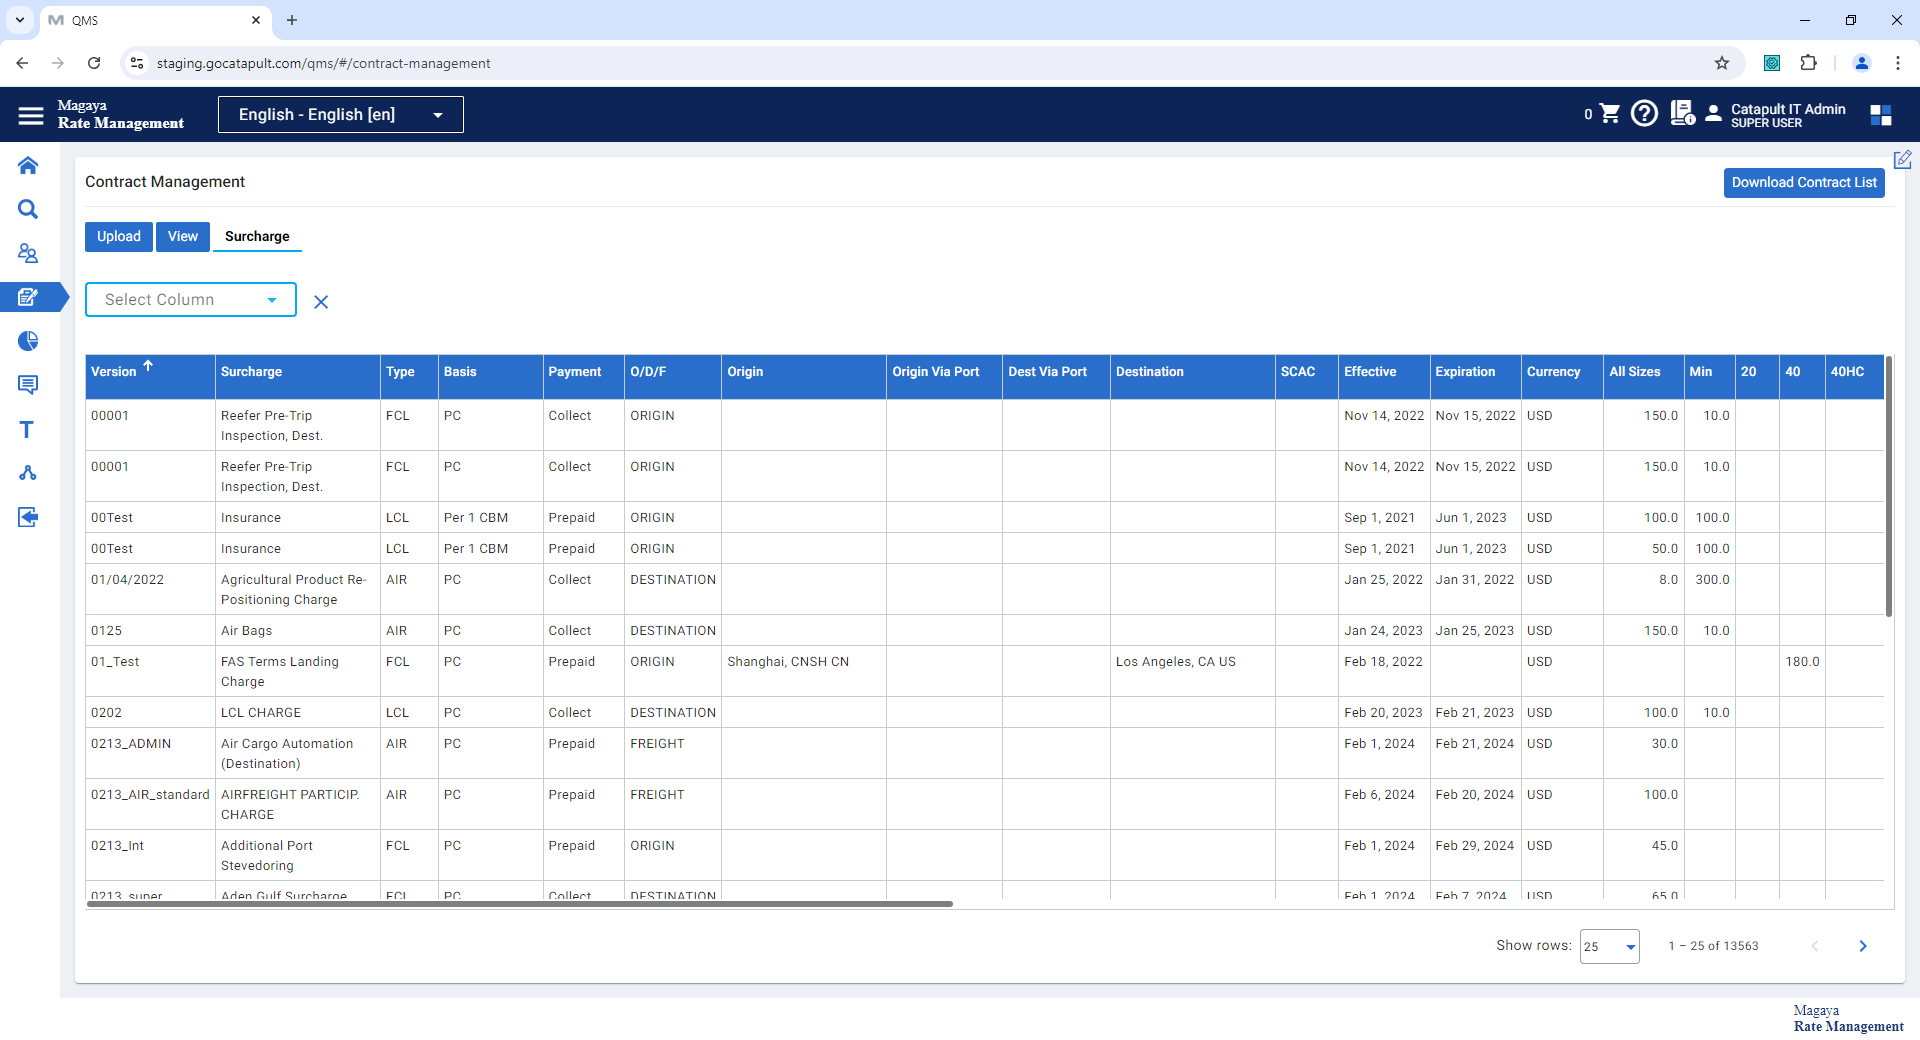 QMS
staging.gocatapult.com/qms/#/contract-management
Magaya
Rate Management
English - English [en]
0
Catapult IT Admin
SUPER USER
Contract Management
Download Contract List
Upload View Surcharge
Select Column
Version Surcharge Type Basis Payment O/D/F Origin Origin Via Port Dest Via Port Destination SCAC Effective Expiration Currency All Sizes Min 20 40 40HC
00001 Reefer Pre-Trip Inspection, Dest. FCL PC Collect ORIGIN Nov 14, 2022 Nov 15, 2022 USD 150.0 10.0
00001 Reefer Pre-Trip Inspection, Dest. FCL PC Collect ORIGIN Nov 14, 2022 Nov 15, 2022 USD 150.0 10.0
00Test Insurance LCL Per 1 CBM Prepaid ORIGIN Sep 1, 2021 Jun 1, 2023 USD 100.0 100.0
00Test Insurance LCL Per 1 CBM Prepaid ORIGIN Sep 1, 2021 Jun 1, 2023 USD 50.0 100.0
01/04/2022 Agricultural Product Re-Positioning Charge AIR PC Collect DESTINATION Jan 25, 2022 Jan 31, 2022 USD 8.0 300.0
0125 Air Bags AIR PC Collect DESTINATION Jan 24, 2023 Jan 25, 2023 USD 150.0 10.0
01_Test FAS Terms Landing Charge FCL PC Prepaid ORIGIN Shanghai, CNSH CN Los Angeles, CA US Feb 18, 2022 USD 180.0
0202 LCL CHARGE LCL PC Collect DESTINATION Feb 20, 2023 Feb 21, 2023 USD 100.0 10.0
0213_ADMIN Air Cargo Automation (Destination) AIR PC Prepaid FREIGHT Feb 1, 2024 Feb 21, 2024 USD 30.0
0213_AIR_standard AIRFREIGHT PARTICIP. CHARGE AIR PC Prepaid FREIGHT Feb 6, 2024 Feb 20, 2024 USD 100.0
0213_Int Additional Port Stevedoring FCL PC Prepaid ORIGIN Feb 1, 2024 Feb 29, 2024 USD 45.0
0213_super Aden Gulf Surcharge FCL PC Collect DESTINATION Feb 1, 2024 Feb 7, 2024 USD 65.0
Show rows: 25 1 – 25 of 13563
Magaya
Rate Management